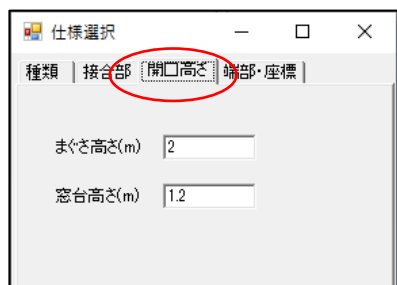 仕様選択
種類 接合部 開口高さ 端部・座標
まぐさ高さ(m) 2
窓台高さ(m) 1.2